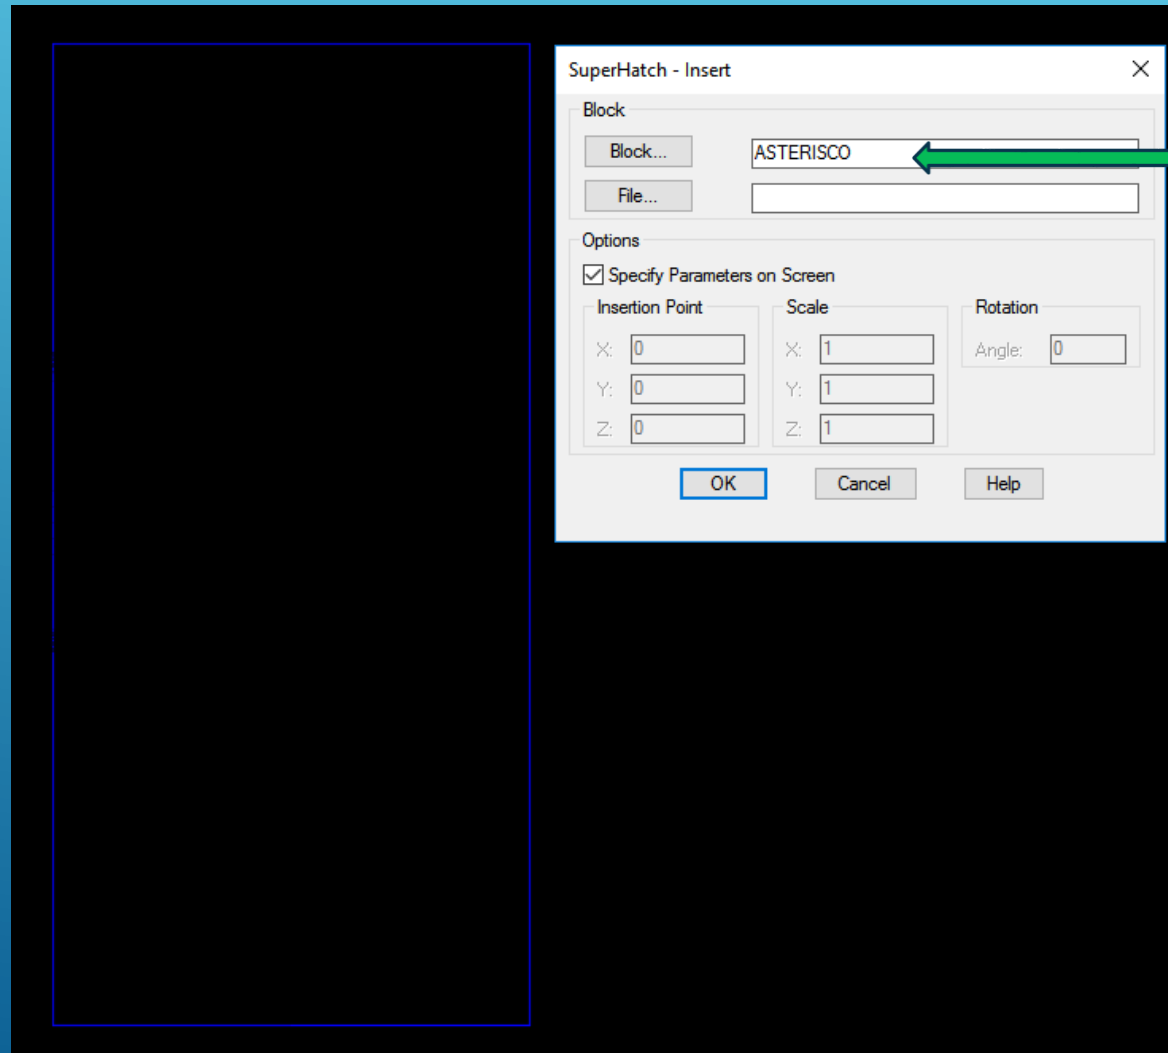 SuperHatch - Insert
Block
Block... ASTERISCO
File...
Options
Specify Parameters on Screen
Insertion Point Scale Rotation
X: 0 X: 1 Angle: 0
Y: 0 Y: 1
Z: 0 Z: 1
OK Cancel Help